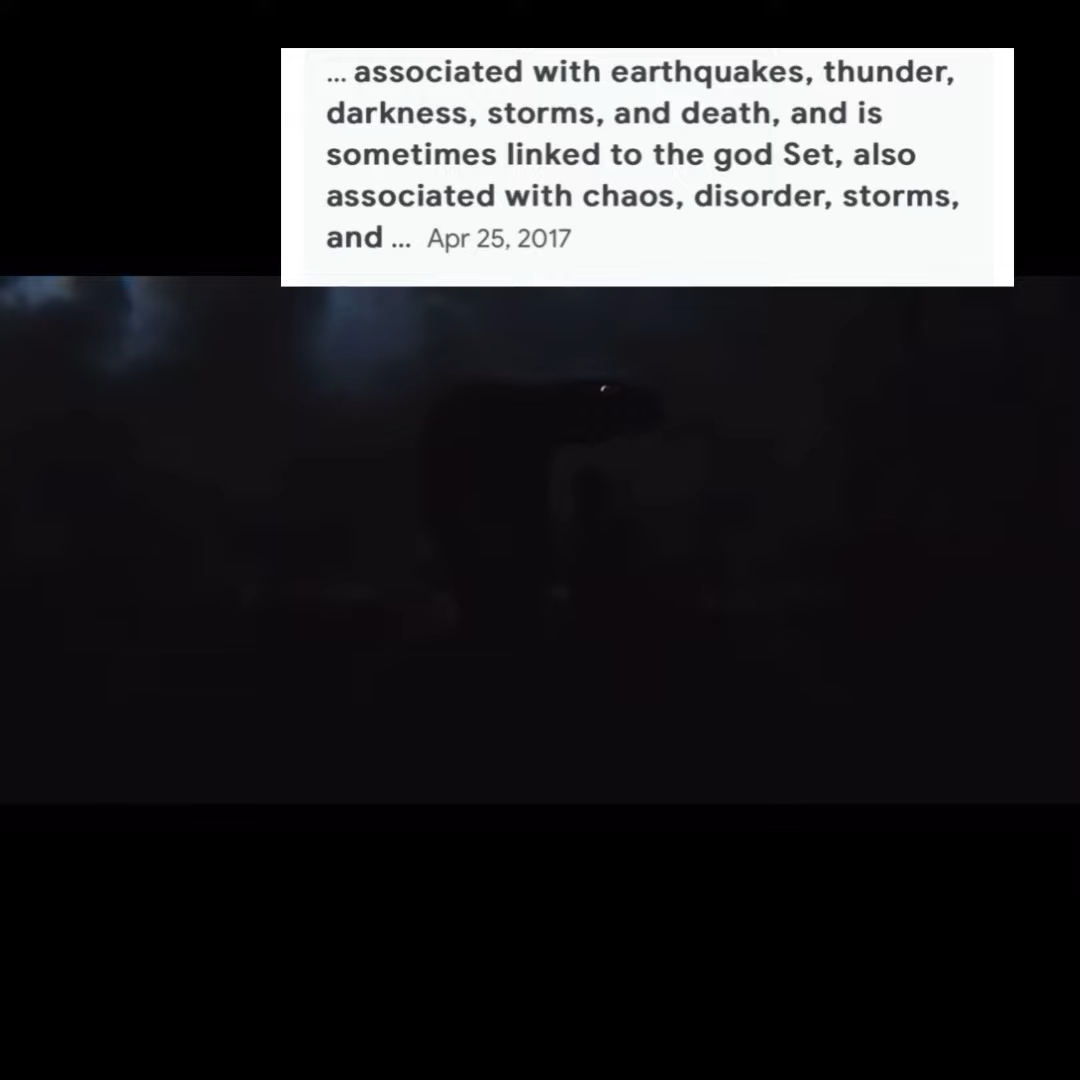 ... associated with earthquakes, thunder,
darkness, storms, and death, and is
sometimes linked to the god Set, also
associated with chaos, disorder, storms,
and ... Apr 25, 2017